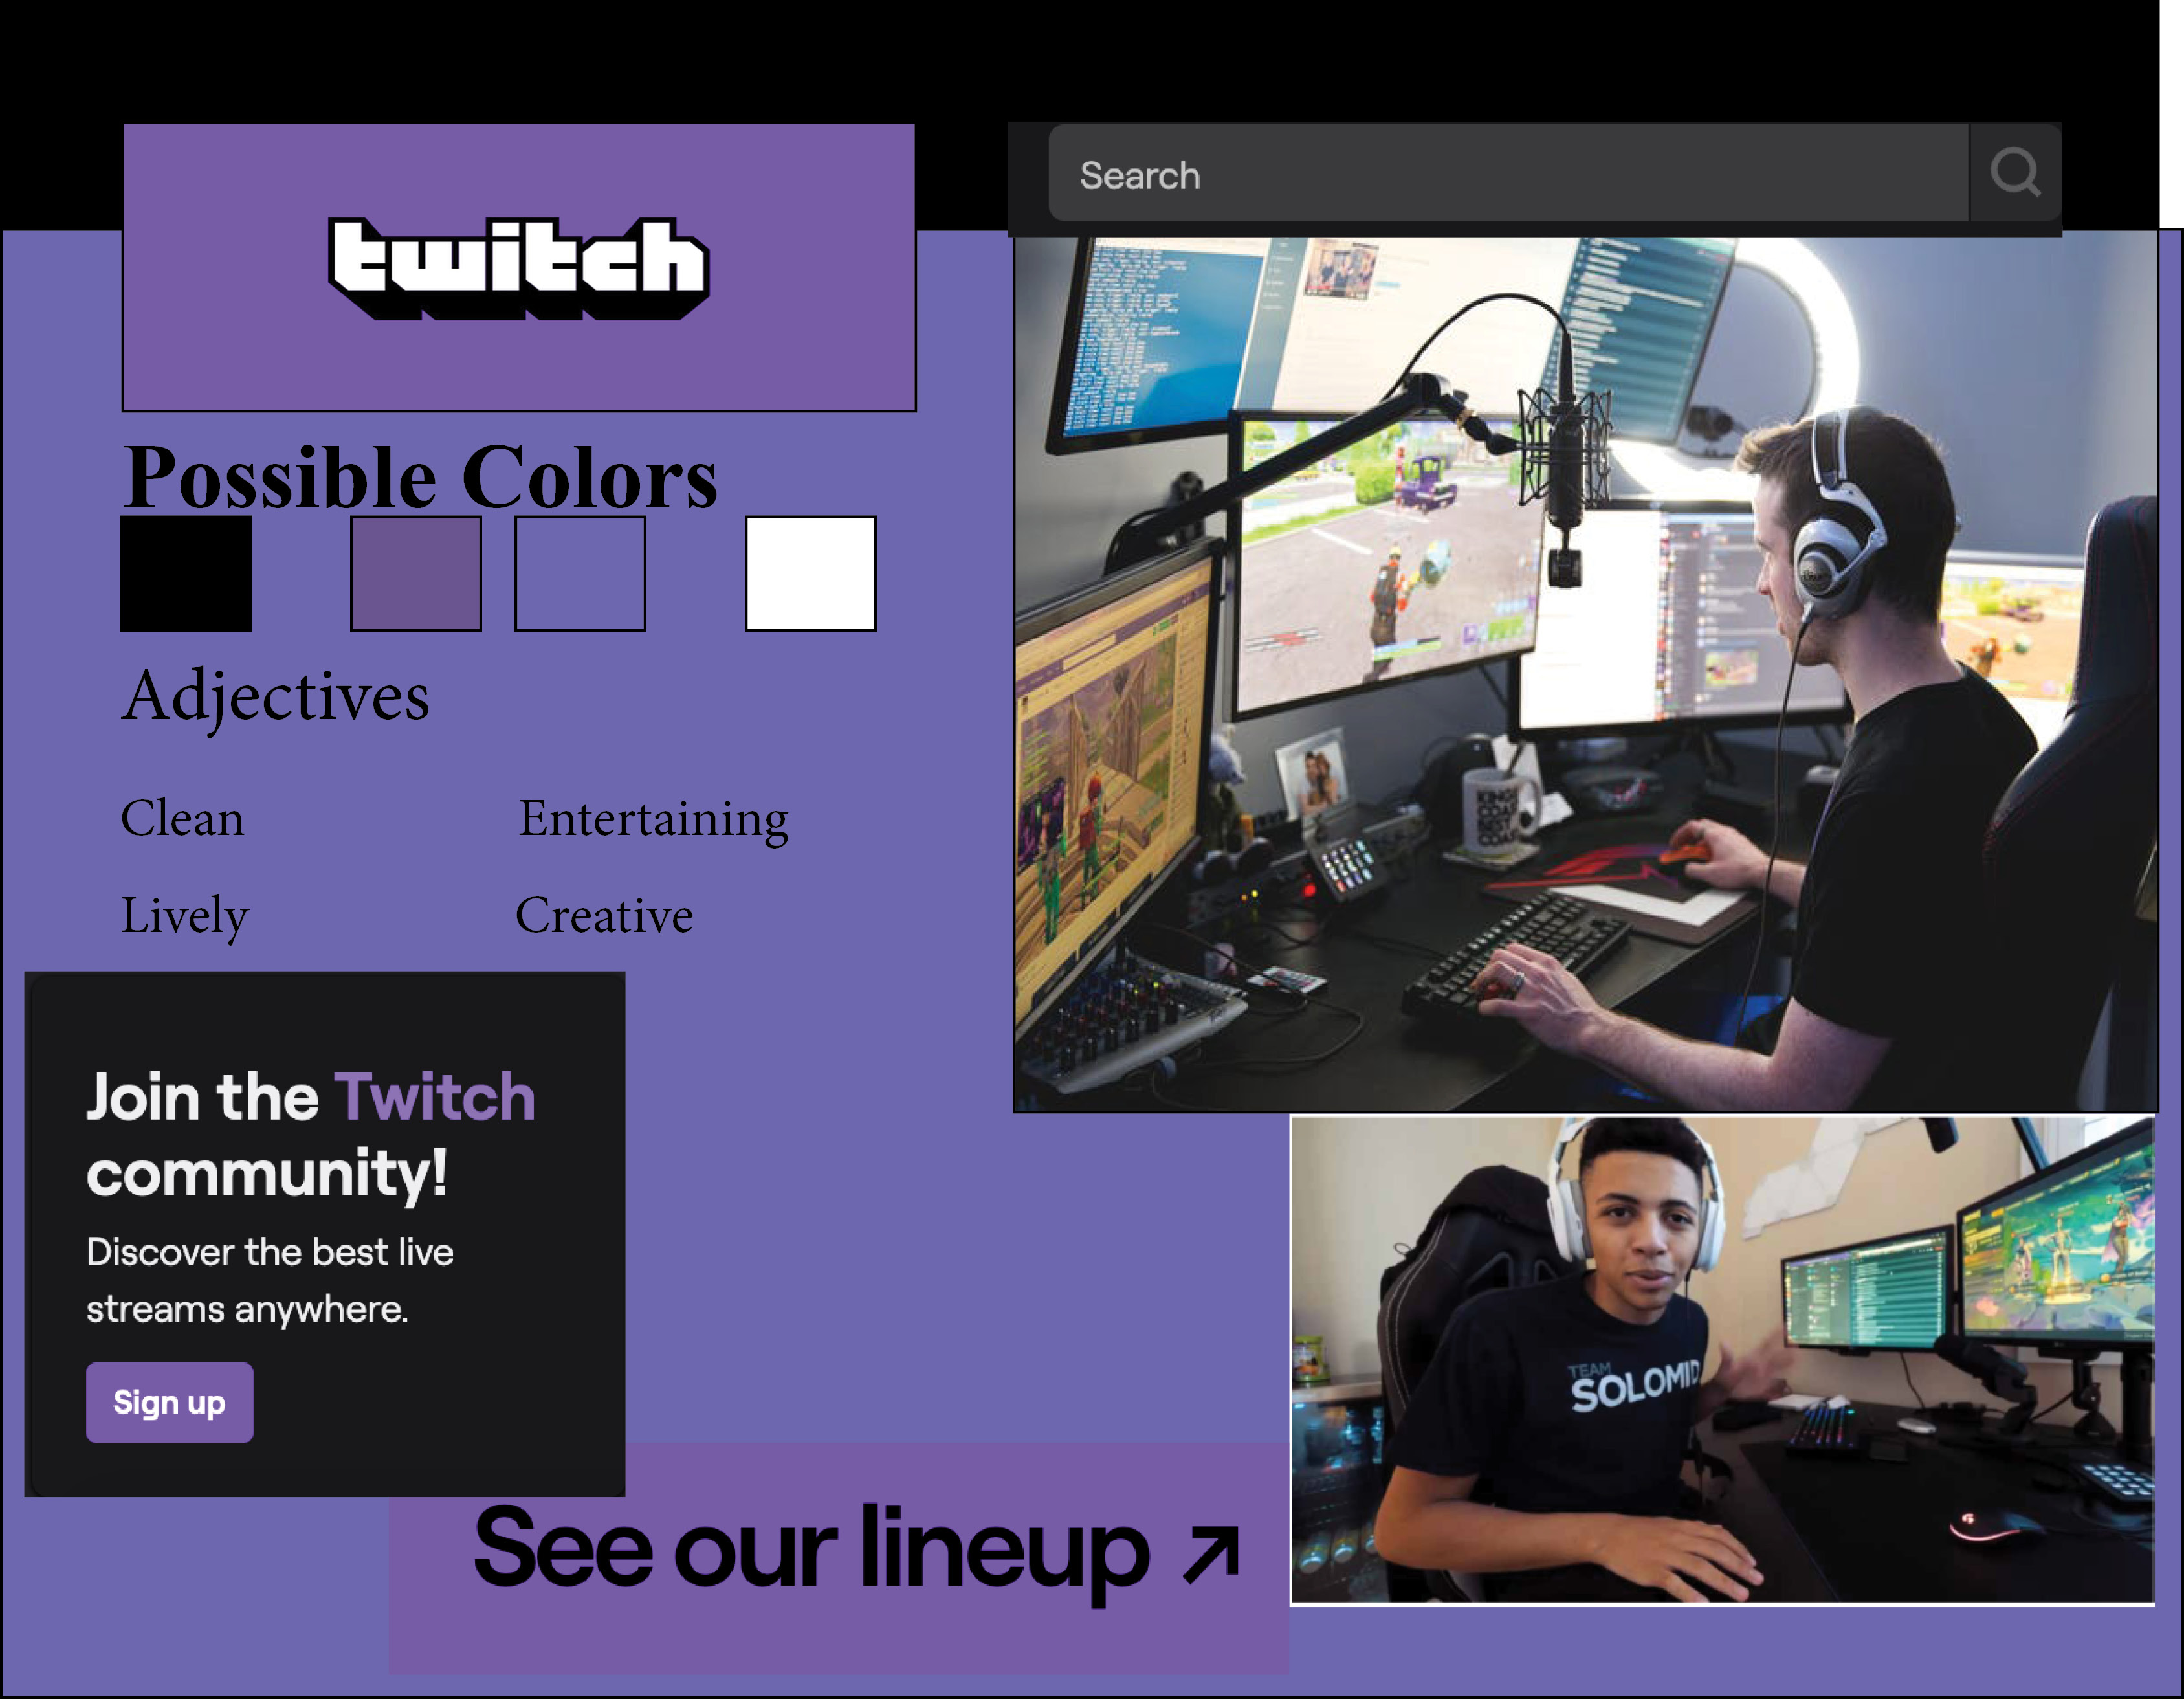 twitch
Search
Possible Colors
Adjectives
Clean
Entertaining
Lively
Creative
Join the Twitch
community!
Discover the best live
streams anywhere.
Sign up
See our lineup ↗
TEAM
SOLOMID